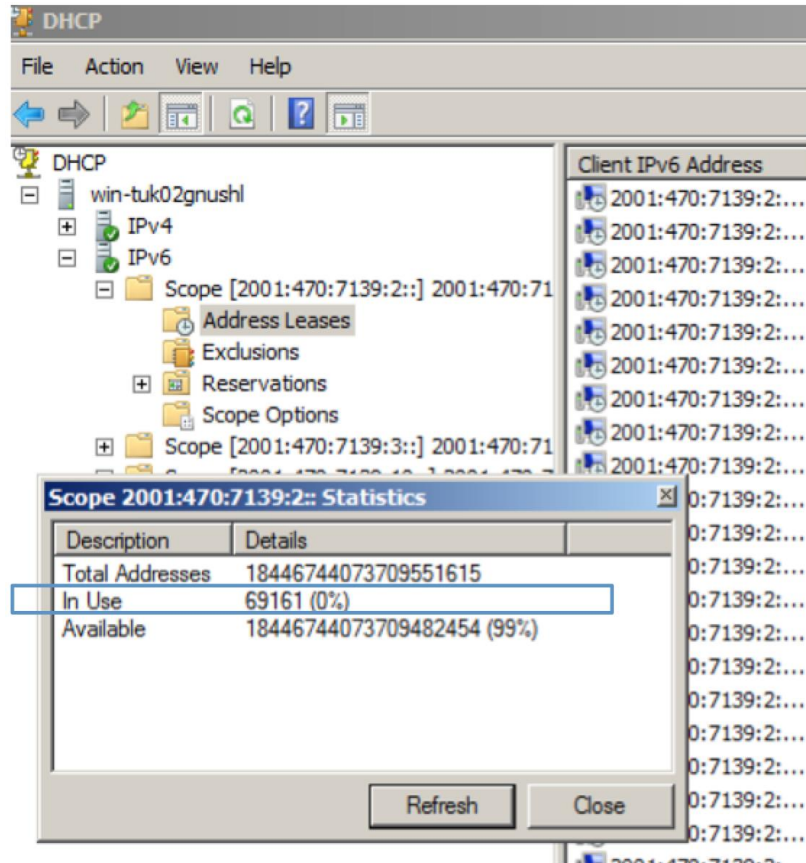 DHCP
File Action View Help
DHCP
win-tuk02gnushl
IPv4
IPv6
Scope [2001:470:7139:2::] 2001:470:71
Address Leases
Exclusions
Reservations
Scope Options
Scope [2001:470:7139:3::] 2001:470:71
Client IPv6 Address
2001:470:7139:2:...
2001:470:7139:2:...
2001:470:7139:2:...
2001:470:7139:2:...
2001:470:7139:2:...
2001:470:7139:2:...
2001:470:7139:2:...
2001:470:7139:2:...
2001:470:7139:2:...
0:7139:2:...
0:7139:2:...
0:7139:2:...
0:7139:2:...
0:7139:2:...
0:7139:2:...
0:7139:2:...
0:7139:2:...
0:7139:2:...
0:7139:2:...
0:7139:2:...
Scope 2001:470:7139:2:: Statistics
Description Details
Total Addresses 18446744073709551615
In Use 69161 (0%)
Available 18446744073709482454 (99%)
Refresh Close